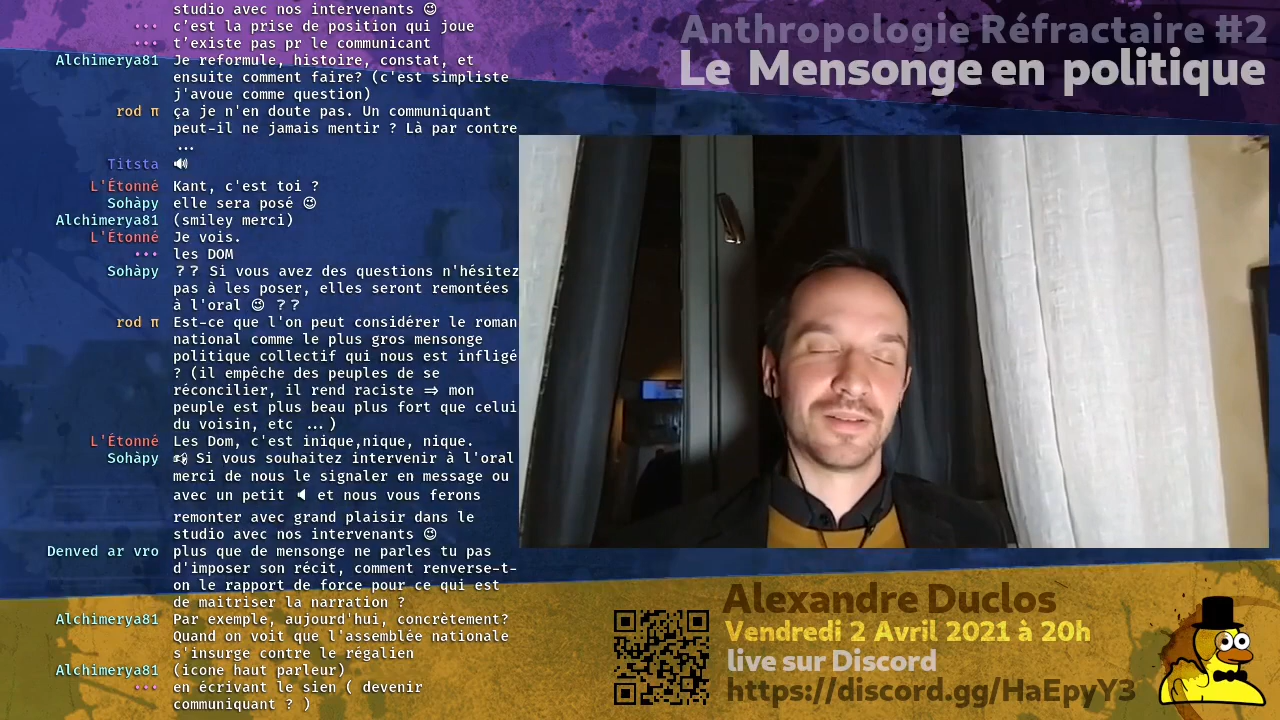 studio avec nos intervenants 😉
••• c’est la prise de position qui joue
••• t’existe pas pr le communicant
Alchimerya81 Je reformule, histoire, constat, et
ensuite comment faire? (c'est simpliste
j'avoue comme question)
rod π ça je n'en doute pas. Un communiquant
peut-il ne jamais mentir ? Là par contre
...
Titsta 🔊
L'Étonné Kant, c'est toi ?
Sohàpy elle sera posé 😉
Alchimerya81 (smiley merci)
L'Étonné Je vois.
••• les DOM
Sohàpy ?? Si vous avez des questions n'hésitez
pas à les poser, elles seront remontées
à l'oral 😉 ??
rod π Est-ce que l'on peut considérer le roman
national comme le plus gros mensonge
politique collectif qui nous est infligé
? (il empêche des peuples de se
réconcilier, il rend raciste => mon
peuple est plus beau plus fort que celui
du voisin, etc ...)
L'Étonné Les Dom, c'est inique,nique, nique.
Sohàpy Si vous souhaitez intervenir à l'oral
merci de nous le signaler en message ou
avec un petit 🔈 et nous vous ferons
remonter avec grand plaisir dans le
studio avec nos intervenants 😉
Denved ar vro plus que de mensonge ne parles tu pas
d'imposer son récit, comment renverse-t-
on le rapport de force pour ce qui est
de maitriser la narration ?
Alchimerya81 Par exemple, aujourd'hui, concrètement?
Quand on voit que l'assemblée nationale
s'insurge contre le régalien
Alchimerya81 (icone haut parleur)
••• en écrivant le sien ( devenir
communiquant ? )
Anthropologie Réfractaire #2
Le Mensonge en politique
Alexandre Duclos
Vendredi 2 Avril 2021 à 20h
live sur Discord
https://discord.gg/HaEpyY3